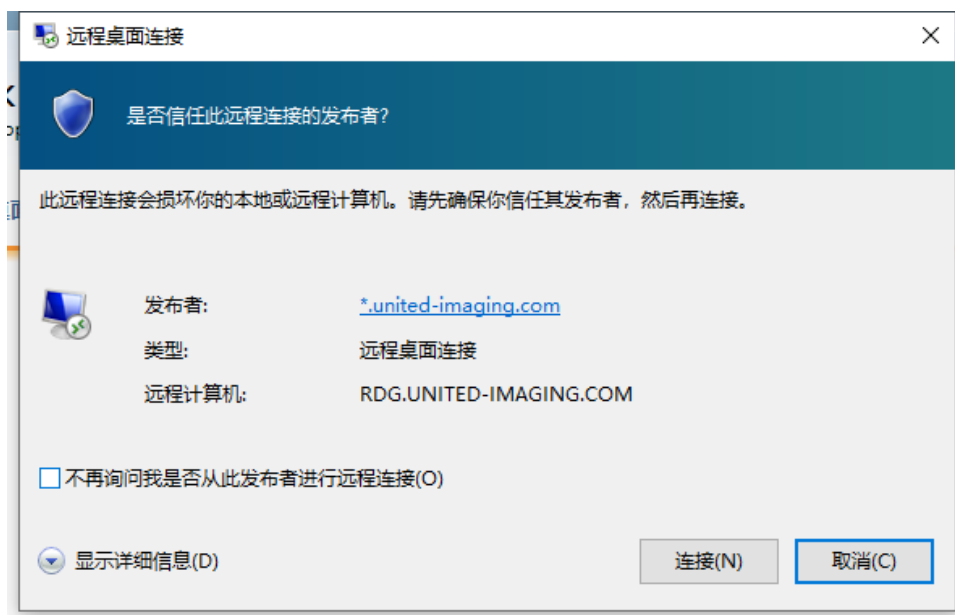 远程桌面连接
是否信任此远程连接的发布者?
此远程连接会损坏你的本地或远程计算机。请先确保你信任其发布者，然后再连接。
发布者: *.united-imaging.com
类型: 远程桌面连接
远程计算机: RDG.UNITED-IMAGING.COM
不再询问我是否从此发布者进行远程连接(O)
显示详细信息(D) 连接(N) 取消(C)